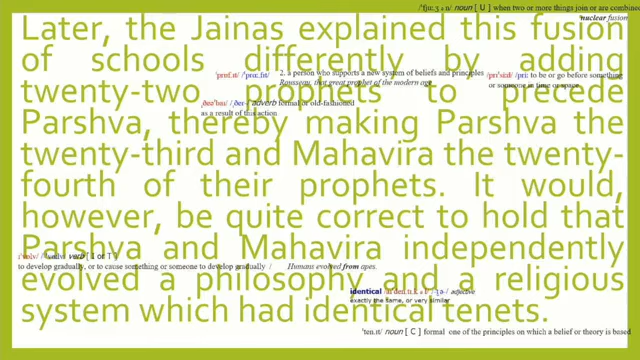 /ˈfjuː.ʒən/ noun [ U ] when two or more things join or are combined
Later, the Jainas explained this fusion
nuclear fusion
of schools differently by adding
2. a person who supports a new system of beliefs and principles
to be or go before something
Rousseau, that great prophet of the modern age
or someone in time or space
twenty-two prophets to precede
adverb formal or old-fashioned
as a result of this action
Parshva, thereby making Parshva the
twenty-third and Mahavira the twenty-
fourth of their prophets. It would,
however, be quite correct to hold that
Parshva and Mahavira independently
verb [ I or T ]
to develop gradually, or to cause something or someone to develop gradually / Humans evolved from apes.
evolved a philosophy and a religious
identical adjective
exactly the same, or very similar
system which had identical tenets.
/ˈten.ɪt/ noun [ C ] formal one of the principles on which a belief or theory is based